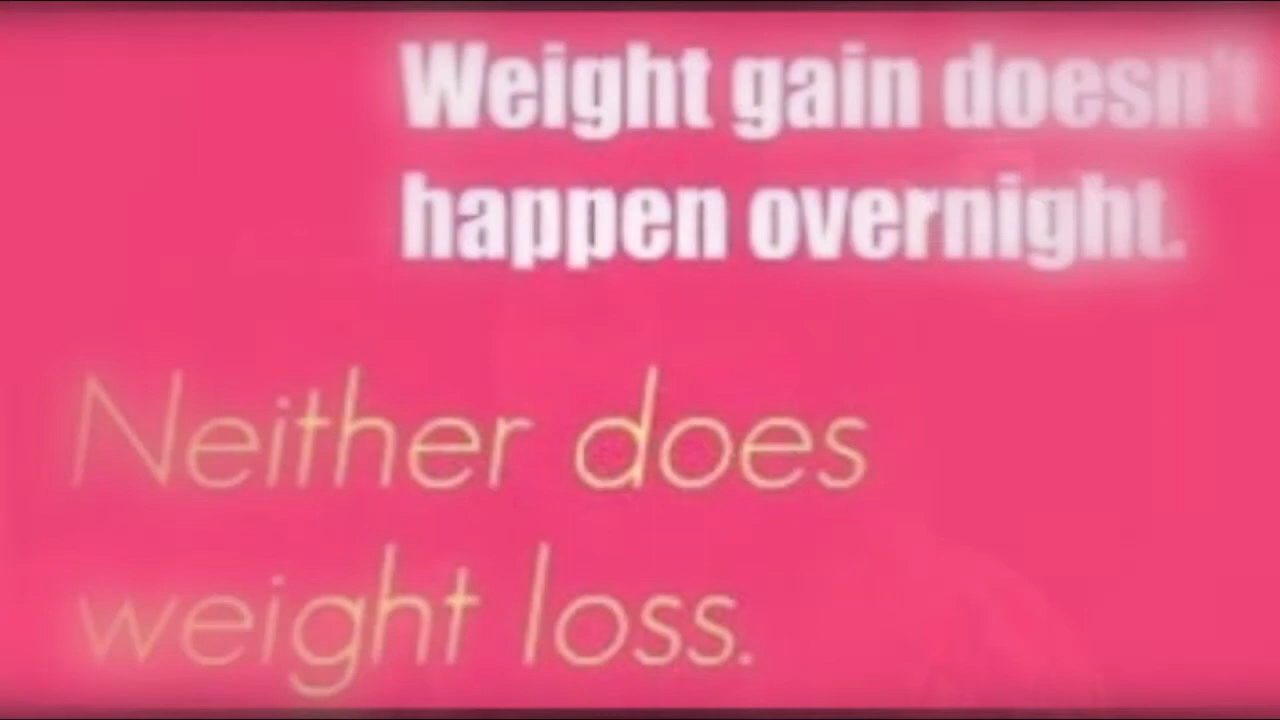 Weight gain doesn't
happen overnight.
Neither does
weight loss.